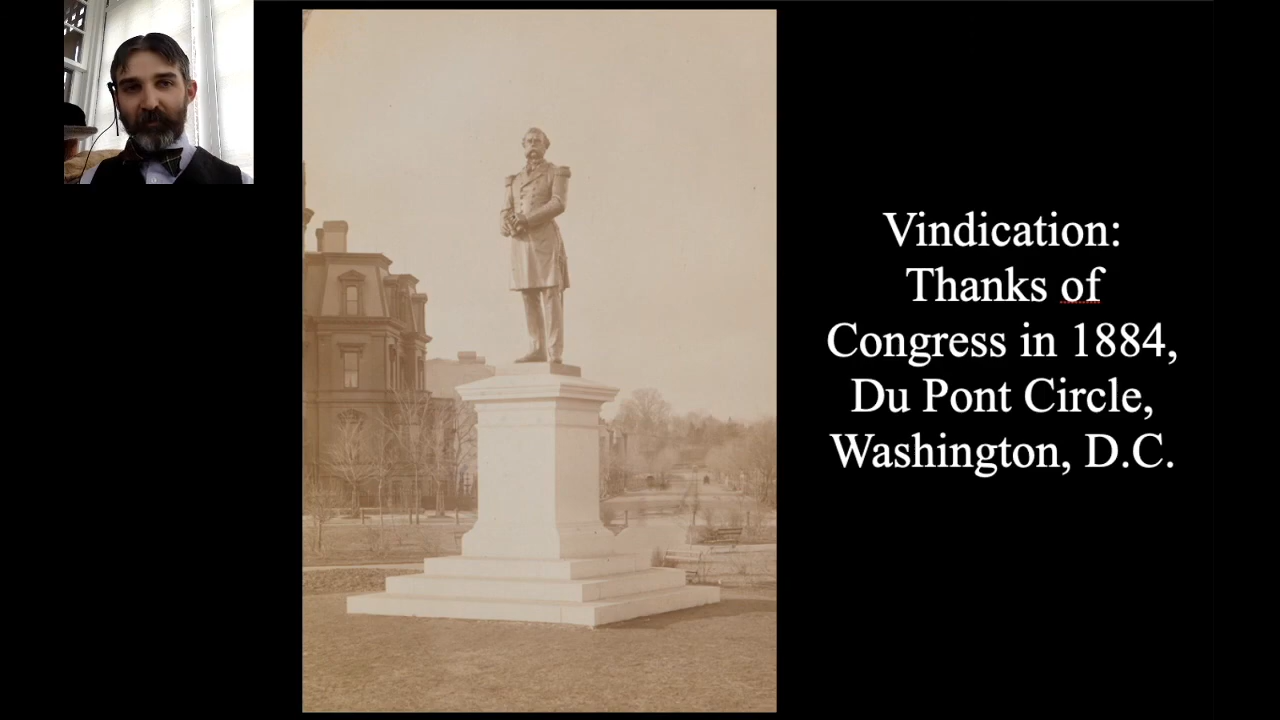 Vindication:
Thanks of
Congress in 1884,
Du Pont Circle,
Washington, D.C.